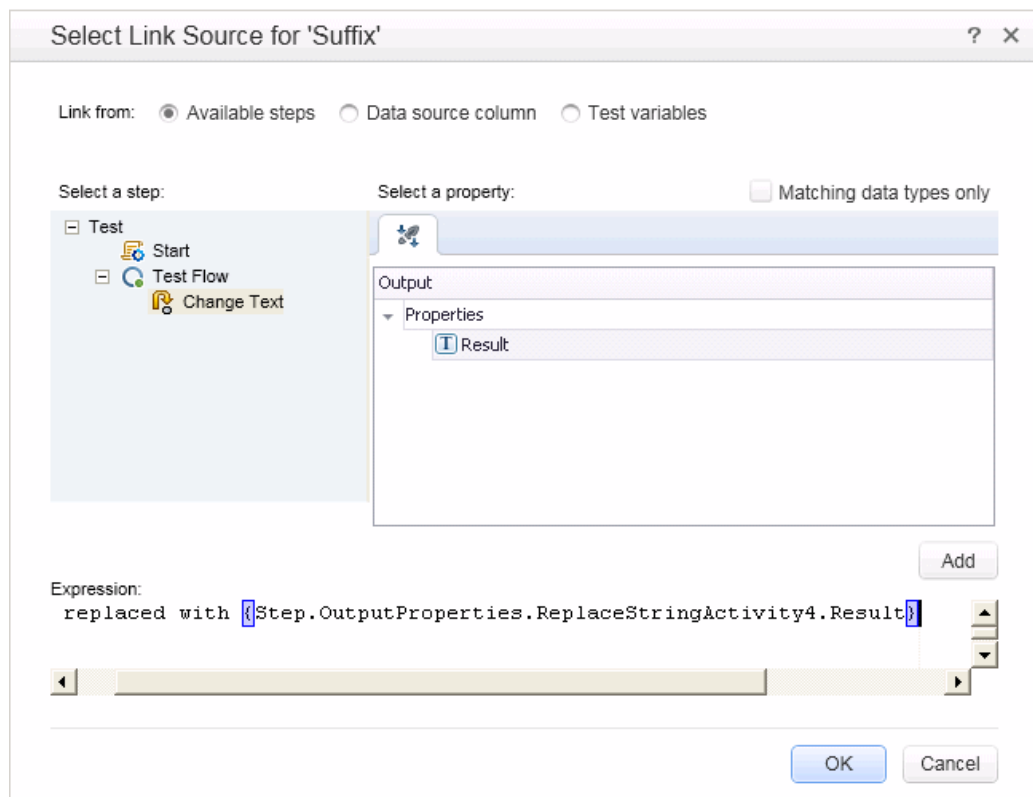 Select Link Source for 'Suffix'
? ×
Link from: Available steps Data source column Test variables
Select a step: Select a property: Matching data types only
Test
Start
Test Flow
Change Text
Output
Properties
T Result
Add
Expression:
replaced with {Step.OutputProperties.ReplaceStringActivity4.Result}
OK Cancel